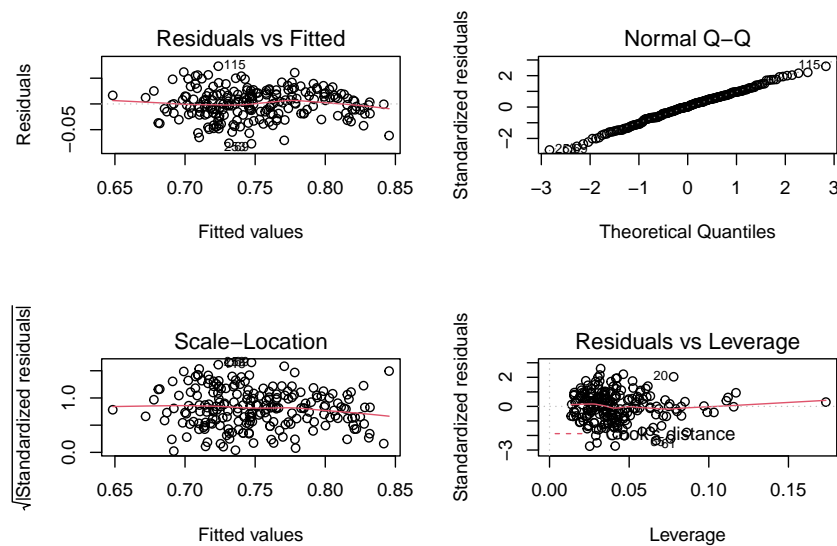 Residuals vs Fitted
Residuals
−0.05
115
0.65 0.70 0.75 0.80 0.85
Fitted values
Normal Q−Q
Standardized residuals
−2 0 2
115
−3 −2 −1 0 1 2 3
Theoretical Quantiles
Scale−Location
√|Standardized residuals|
0.0 1.0
0.65 0.70 0.75 0.80 0.85
Fitted values
Residuals vs Leverage
Standardized residuals
−3 0 2
20
Cook's distance
0.00 0.05 0.10 0.15
Leverage